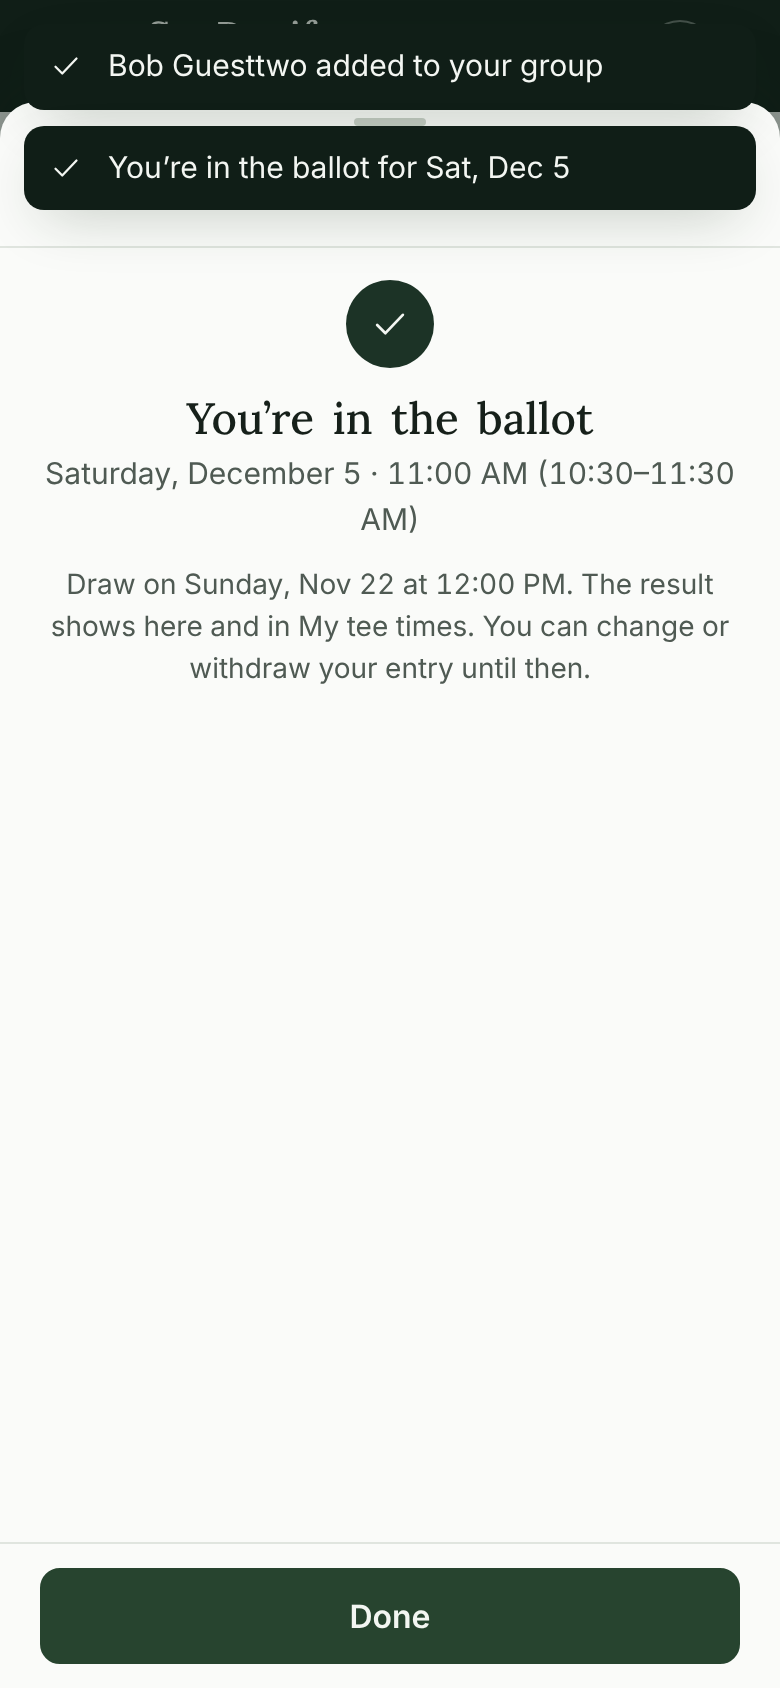 Bob Guesttwo added to your group
You’re in the ballot for Sat, Dec 5
You’re in the ballot
Saturday, December 5 · 11:00 AM (10:30–11:30
AM)
Draw on Sunday, Nov 22 at 12:00 PM. The result
shows here and in My tee times. You can change or
withdraw your entry until then.
Done